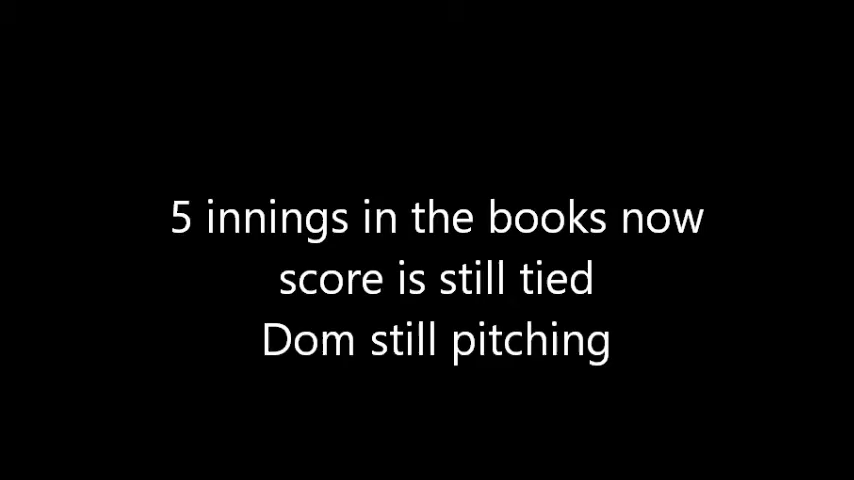 5 innings in the books now
score is still tied
Dom still pitching